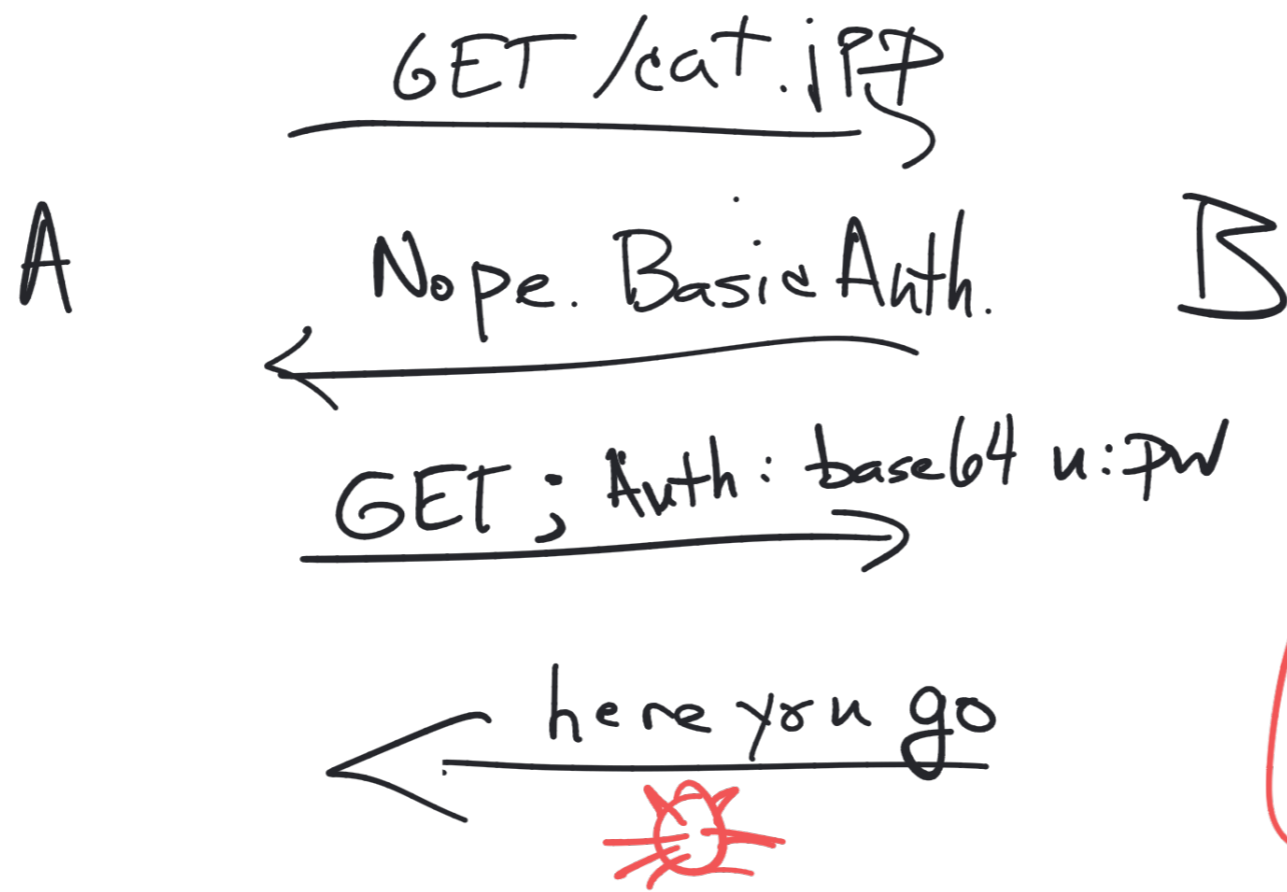 GET /cat.jpg
A
Nope. Basic Auth.
B
GET ; Auth: base64 u:pw
here you go